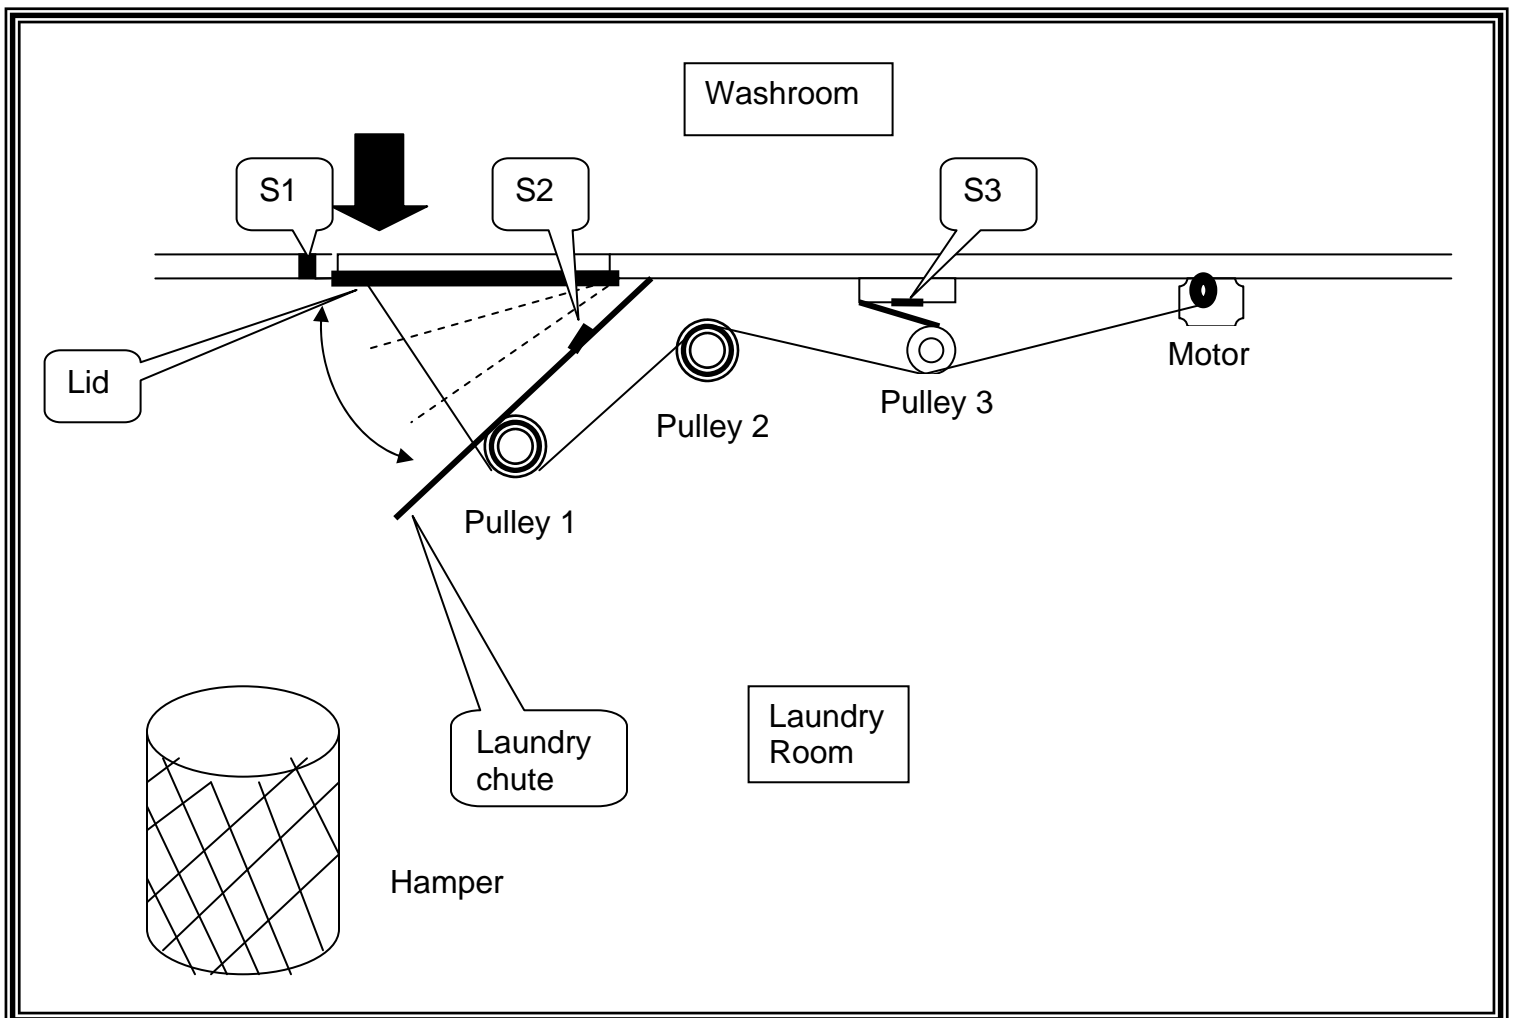 Washroom
S1
S2
S3
Lid
Motor
Pulley 3
Pulley 2
Pulley 1
Laundry
chute
Laundry
Room
Hamper